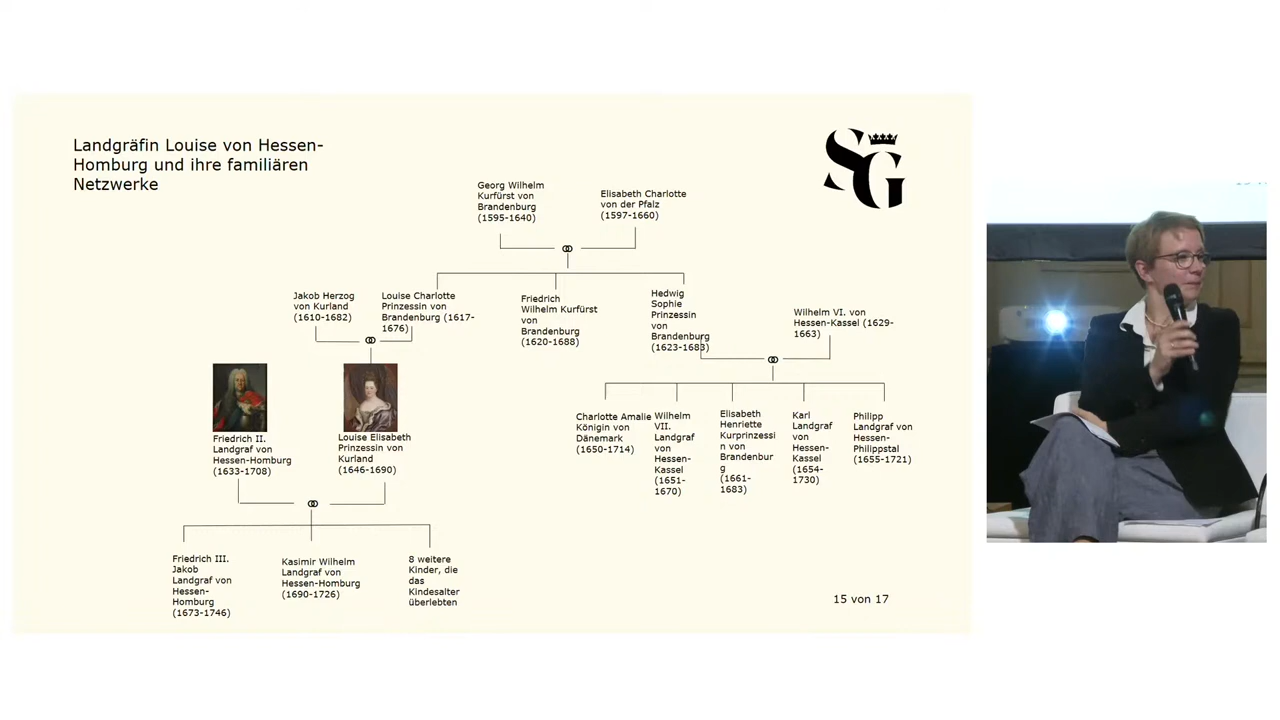 Landgräfin Louise von Hessen-
Homburg und ihre familiären
Netzwerke
SG
Georg Wilhelm
Kurfürst von
Brandenburg
(1595-1640)
Elisabeth Charlotte
von der Pfalz
(1597-1660)
Jakob Herzog
von Kurland
(1610-1682)
Louise Charlotte
Prinzessin von
Brandenburg (1617-
1676)
Friedrich
Wilhelm Kurfürst
von
Brandenburg
(1620-1688)
Hedwig
Sophie
Prinzessin
von
Brandenburg
(1623-1683)
Wilhelm VI. von
Hessen-Kassel (1629-
1663)
Friedrich II.
Landgraf von
Hessen-Homburg
(1633-1708)
Louise Elisabeth
Prinzessin von
Kurland
(1646-1690)
Charlotte Amalie
Königin von
Dänemark
(1650-1714)
Wilhelm
VII.
Landgraf
von
Hessen-
Kassel
(1651-
1670)
Elisabeth
Henriette
Kurprinzessi
n von
Brandenbur
g
(1661-
1683)
Karl
Landgraf
von
Hessen-
Kassel
(1654-
1730)
Philipp
Landgraf von
Hessen-
Philippstal
(1655-1721)
Friedrich III.
Jakob
Landgraf von
Hessen-
Homburg
(1673-1746)
Kasimir Wilhelm
Landgraf von
Hessen-Homburg
(1690-1726)
8 weitere
Kinder, die
das
Kindesalter
überlebten
15 von 17